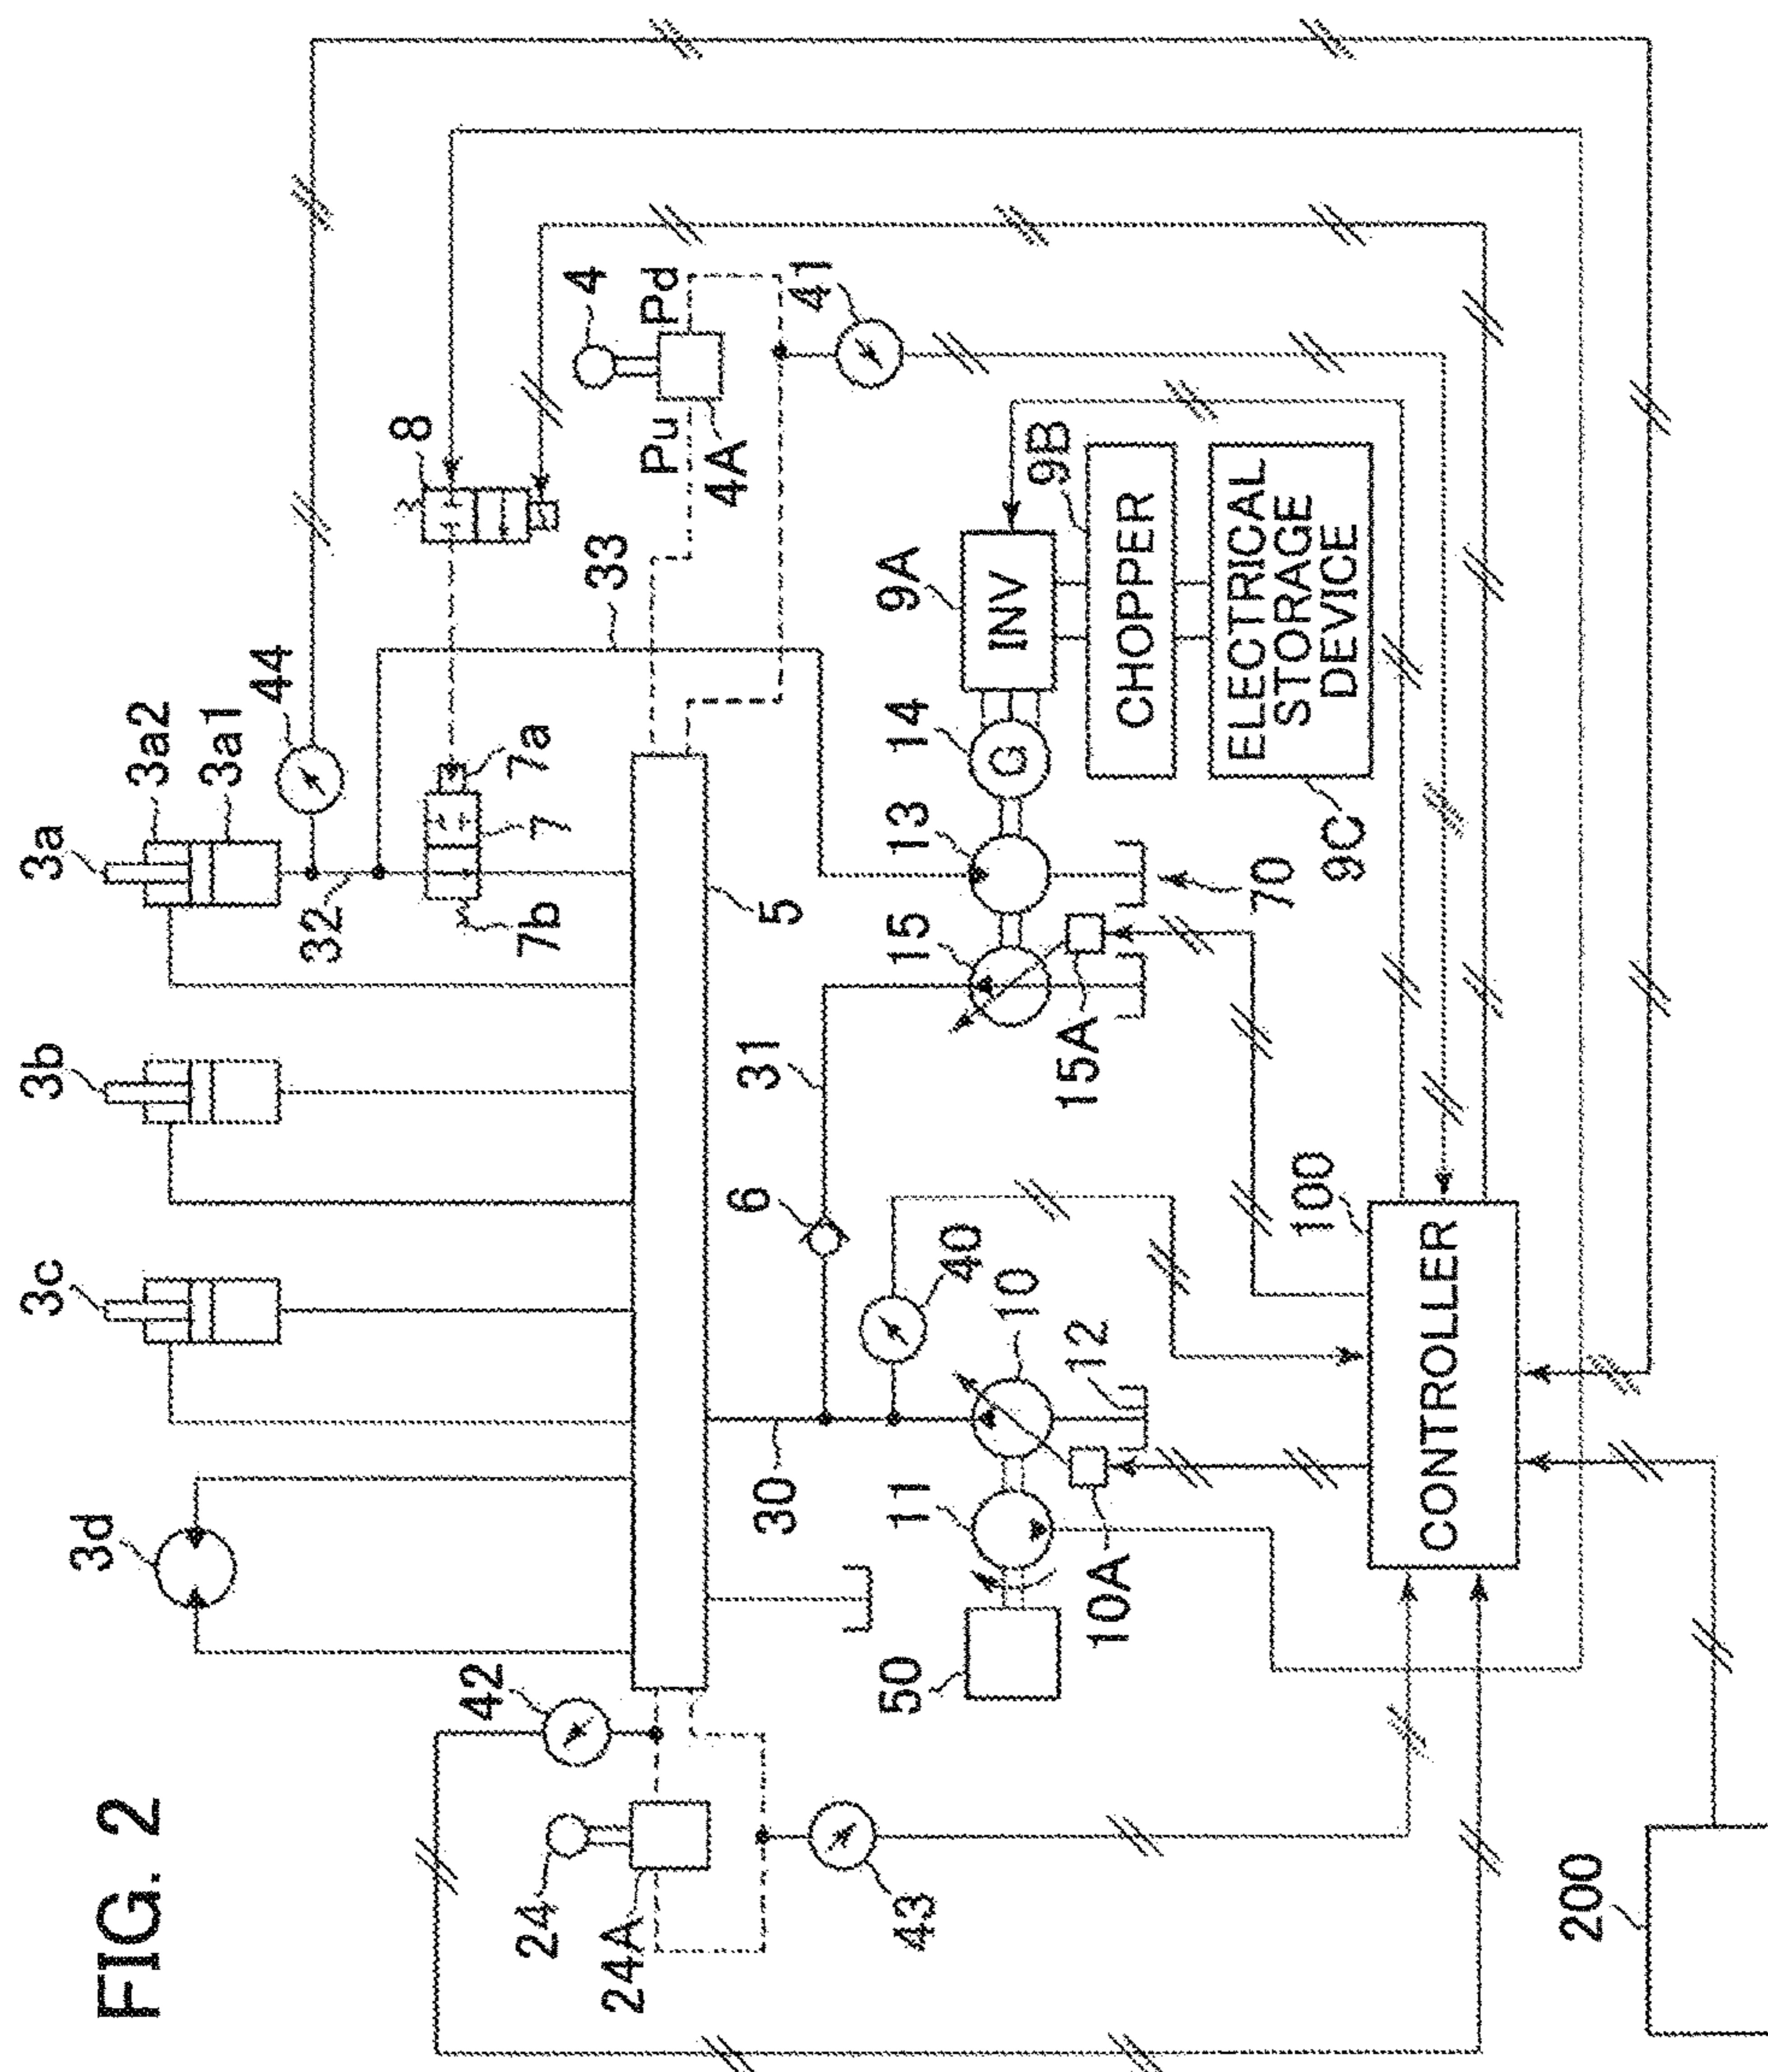 FIG. 2
3a
3a2
3a1
44
3b
3c
3d
32
7a
7
7b
8
33
4
Pd
Pu
4A
41
42
24
24A
43
5
30
31
6
40
10
12
11
10A
50
15
15A
13
70
14
G
9A
INV
9B
CHOPPER
ELECTRICAL
STORAGE
DEVICE
9C
100
CONTROLLER
200